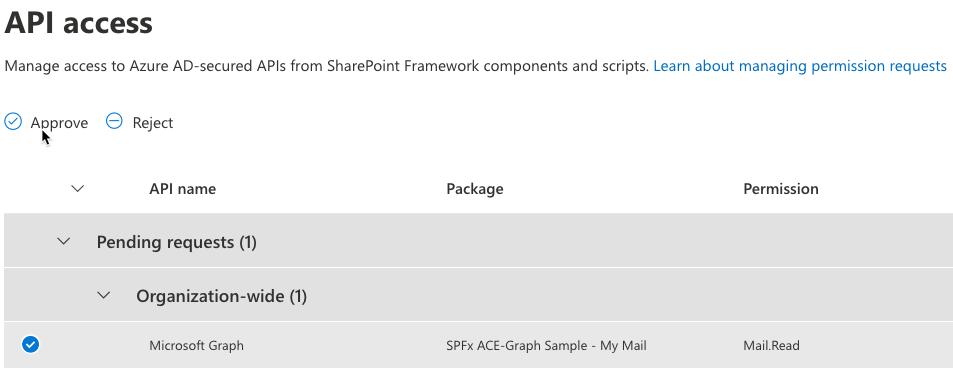 API access
Manage access to Azure AD-secured APIs from SharePoint Framework components and scripts. Learn about managing permission requests
Approve Reject
API name Package Permission
Pending requests (1)
Organization-wide (1)
Microsoft Graph SPFx ACE-Graph Sample - My Mail Mail.Read